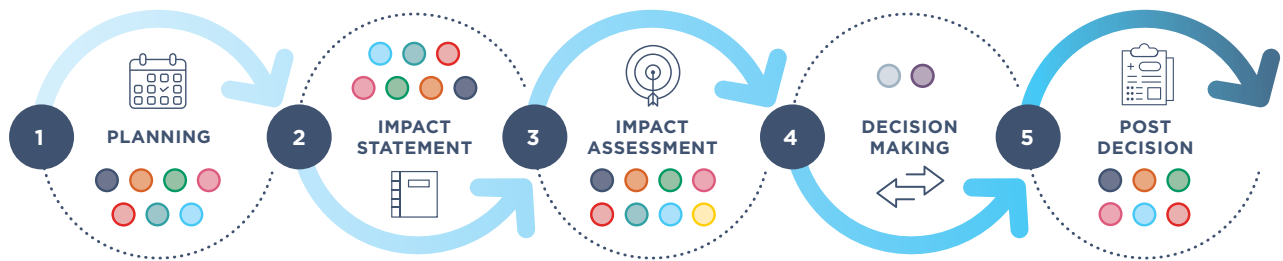 1
PLANNING
2
IMPACT
STATEMENT
3
IMPACT
ASSESSMENT
4
DECISION
MAKING
5
POST
DECISION